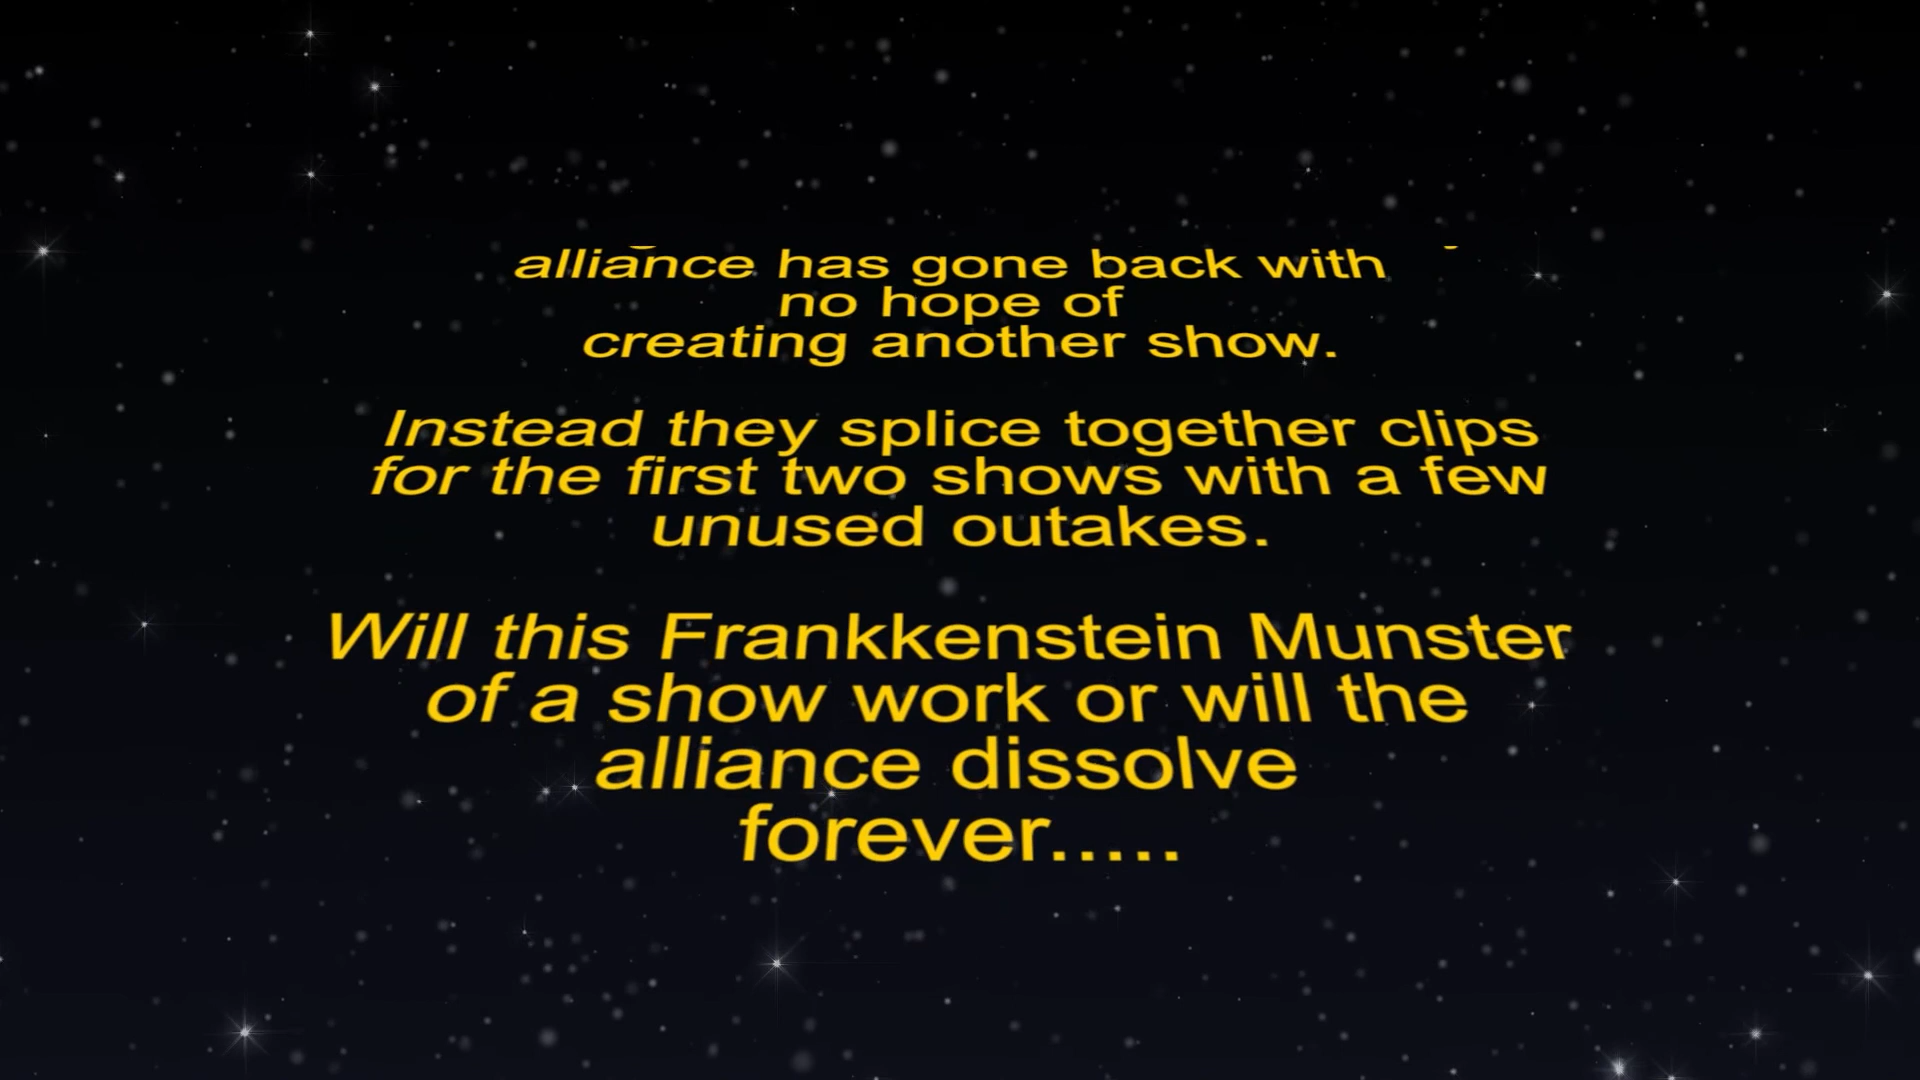 alliance has gone back with
no hope of
creating another show.
Instead they splice together clips
for the first two shows with a few
unused outakes.
Will this Frankkenstein Munster
of a show work or will the
alliance dissolve
forever.....